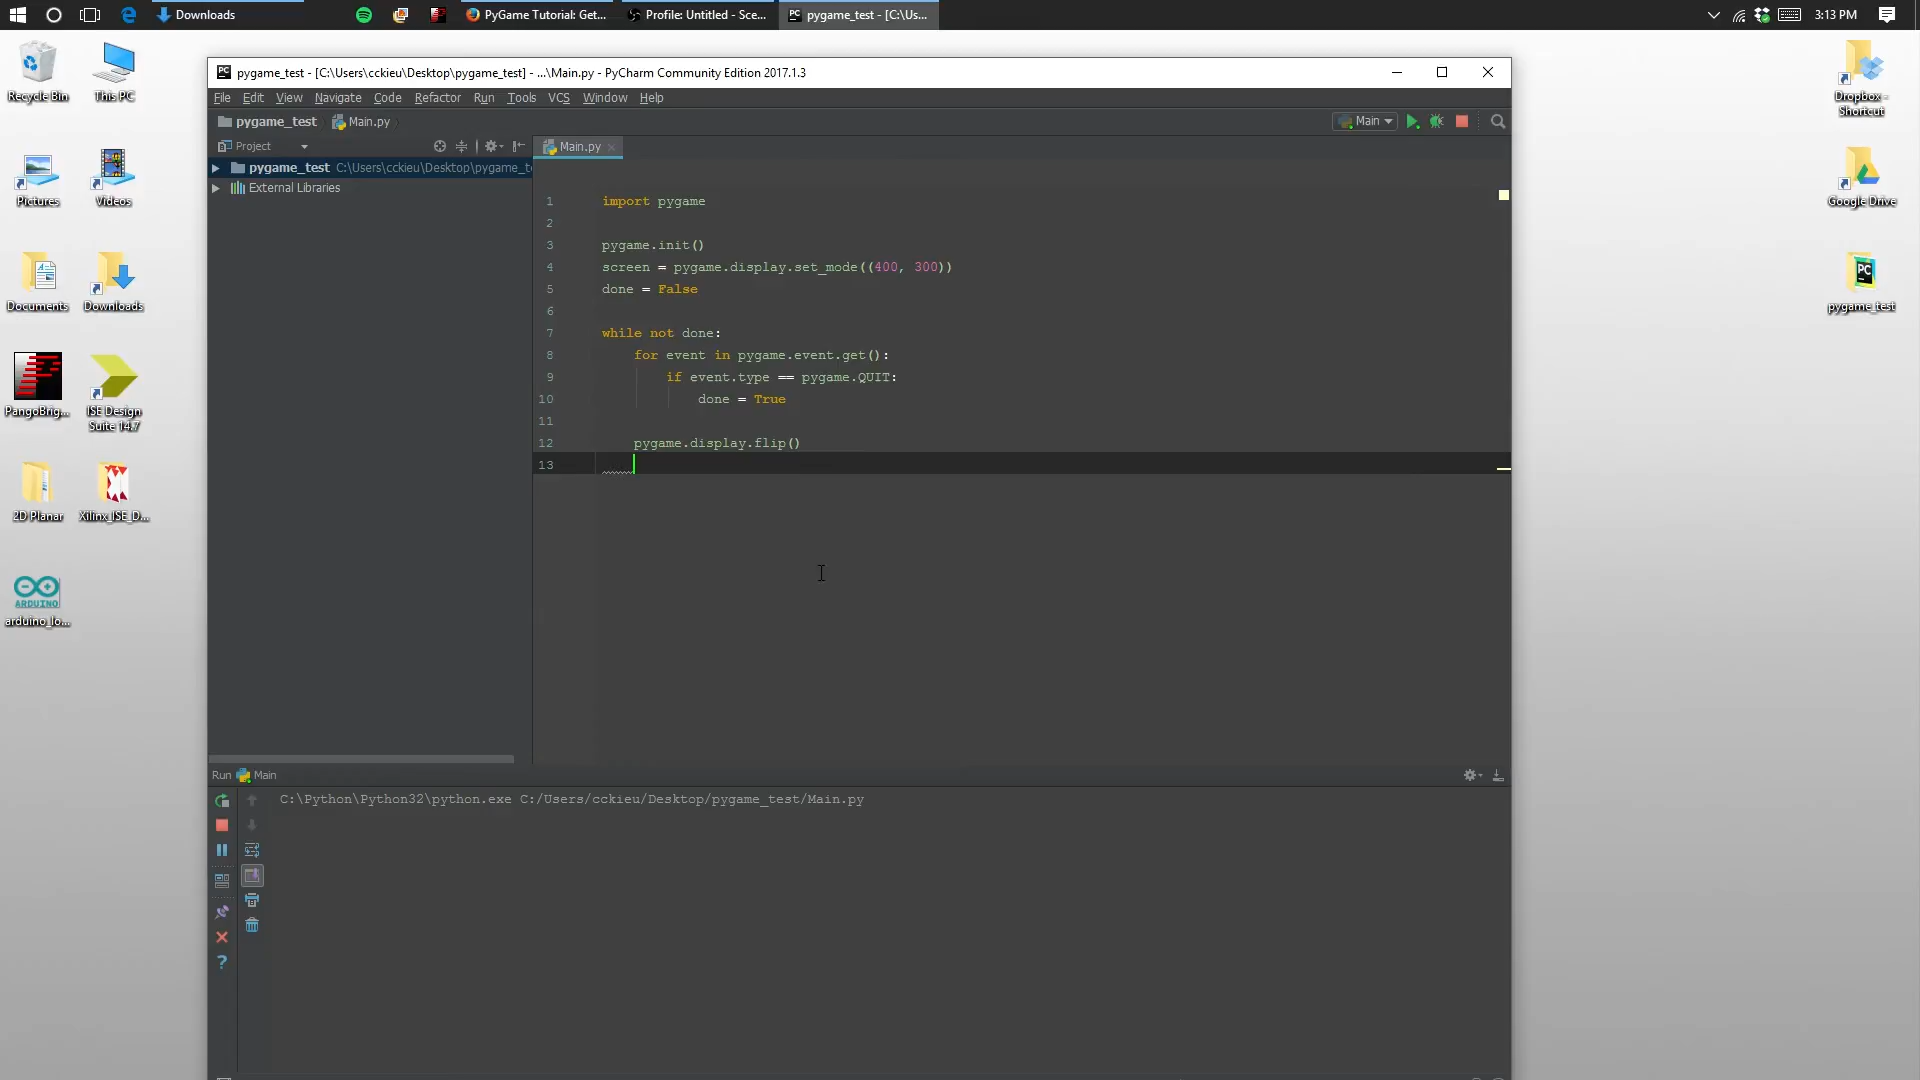 Downloads
PyGame Tutorial: Get...
Profile: Untitled - Sce...
PC pygame_test - [C:\Us...
3:13 PM
Recycle Bin
This PC
Pictures
Videos
Documents
Downloads
PangoBrig...
ISE Design
Suite 14.7
2D Planar
Xilinx_ISE_D...
ARDUINO
arduino_lo...
Dropbox -
Shortcut
Google Drive
PC
pygame_test
PC pygame_test - [C:\Users\cckieu\Desktop\pygame_test] - ...\Main.py - PyCharm Community Edition 2017.1.3
File Edit View Navigate Code Refactor Run Tools VCS Window Help
pygame_test Main.py
Main
Project
Main.py
pygame_test C:\Users\cckieu\Desktop\pygame_t
External Libraries
1 import pygame
2
3 pygame.init()
4 screen = pygame.display.set_mode((400, 300))
5 done = False
6
7 while not done:
8 for event in pygame.event.get():
9 if event.type == pygame.QUIT:
10 done = True
11
12 pygame.display.flip()
13
Run Main
C:\Python\Python32\python.exe C:/Users/cckieu/Desktop/pygame_test/Main.py